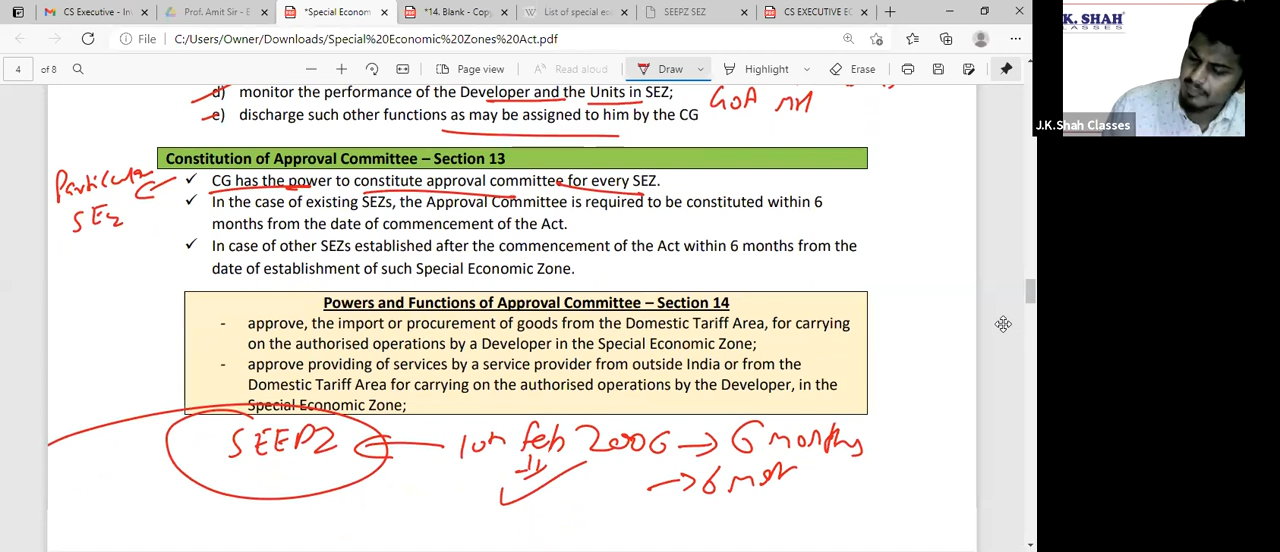 CS Executive - Inv
Prof. Amit Sir - E
*Special Econom
*14. Blank - Copy
List of special ec
SEEPZ SEZ
CS EXECUTIVE EC
File
C:/Users/Owner/Downloads/Special%20Economic%20Zones%20Act.pdf
4 of 8
Page view
Read aloud
Draw
Highlight
Erase
K. SHAH
CLASSES
J.K.Shah Classes
d) monitor the performance of the Developer and the Units in SEZ;
GOA MH
e) discharge such other functions as may be assigned to him by the CG
Constitution of Approval Committee – Section 13
Particular
SEZ
✓ CG has the power to constitute approval committee for every SEZ.
✓ In the case of existing SEZs, the Approval Committee is required to be constituted within 6
months from the date of commencement of the Act.
✓ In case of other SEZs established after the commencement of the Act within 6 months from the
date of establishment of such Special Economic Zone.
Powers and Functions of Approval Committee – Section 14
- approve, the import or procurement of goods from the Domestic Tariff Area, for carrying
on the authorised operations by a Developer in the Special Economic Zone;
- approve providing of services by a service provider from outside India or from the
Domestic Tariff Area for carrying on the authorised operations by the Developer, in the
Special Economic Zone;
SEEPZ ← 10th Feb 2006 → 6 months
→ 6